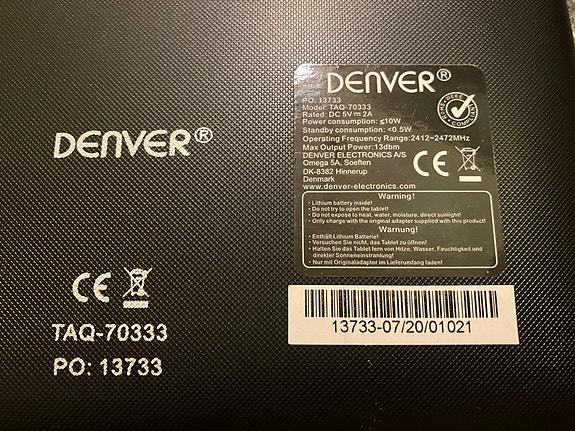 DENVER®
TAQ-70333
PO: 13733
DENVER®
PO. 13733
Model: TAQ-70333
Rated: DC 5V⎓2A
Power consumption: ≤10W
Standby consumption: <0.5W
Operating Frequency Range: 2412~2472MHz
Max Output Power:13dbm
DENVER ELECTRONICS A/S
Omega 5A, Soeften
DK-8382 Hinnerup
Denmark
www.denver-electronics.com
Warning!
· Lithium battery inside!
· Do not try to open the tablet!
· Do not expose to heat, water, moisture, direct sunlight!
· Only charge with the original adapter supplied with this product!
Warnung!
· Enthält Lithium Batterie!
· Versuchen Sie nicht, das Tablet zu öffnen!
· Halten Sie das Tablet fern von Hitze, Wasser, Feuchtigkeit und
direkter Sonneneinstrahlung!
· Nur mit Originaladapter im Lieferumfang laden!
13733-07/20/01021